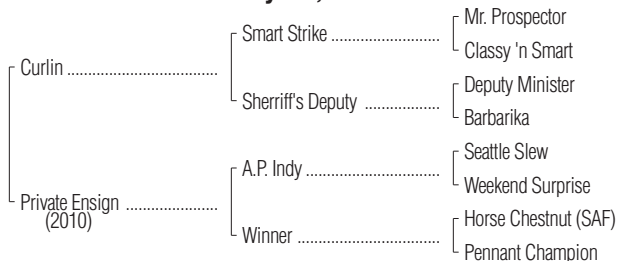 Mr. Prospector
Smart Strike ..................
Classy 'n Smart
Curlin ..................................
Deputy Minister
Sherriff's Deputy .................
Barbarika
Seattle Slew
A.P. Indy ..............................
Weekend Surprise
Private Ensign ....................
(2010)
Horse Chestnut (SAF)
Winner ................................
Pennant Champion